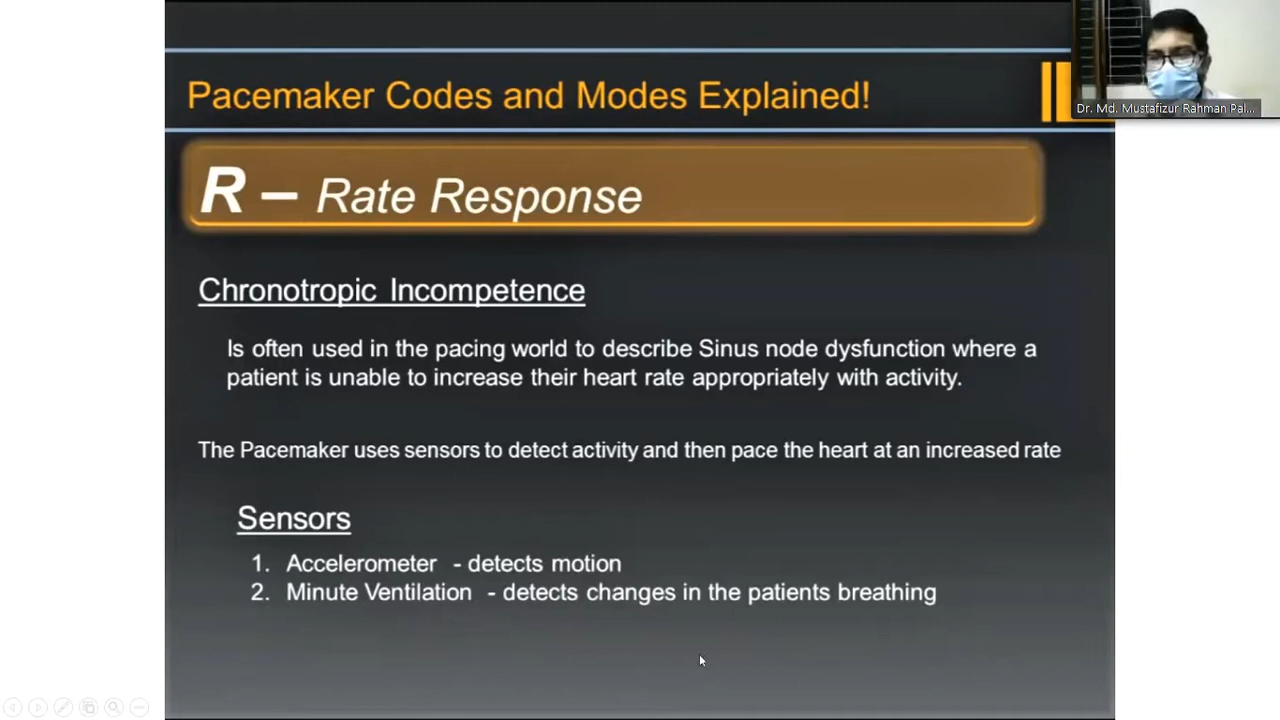 Pacemaker Codes and Modes Explained!
Dr. Md. Mustafizur Rahman Pal...
R – Rate Response
Chronotropic Incompetence
Is often used in the pacing world to describe Sinus node dysfunction where a
patient is unable to increase their heart rate appropriately with activity.
The Pacemaker uses sensors to detect activity and then pace the heart at an increased rate
Sensors
1. Accelerometer - detects motion
2. Minute Ventilation - detects changes in the patients breathing